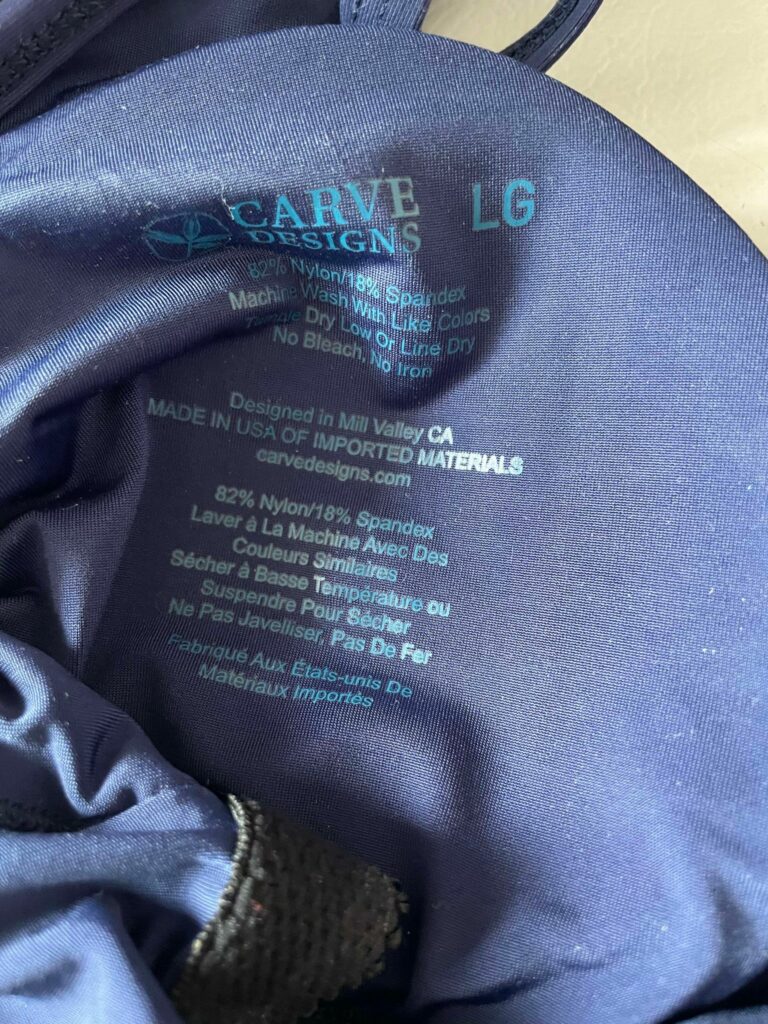 CARVE
DESIGNS
LG
82% Nylon/18% Spandex
Machine Wash With Like Colors
Tumble Dry Low Or Line Dry
No Bleach, No Iron
Designed In Mill Valley CA
MADE IN USA OF IMPORTED MATERIALS
carvedesigns.com
82% Nylon/18% Spandex
Laver à La Machine Avec Des
Couleurs Similaires
Sécher à Basse Température ou
Suspendre Pour Sécher
Ne Pas Javelliser, Pas De Fer
Fabriqué Aux États-unis De
Matériaux Importés